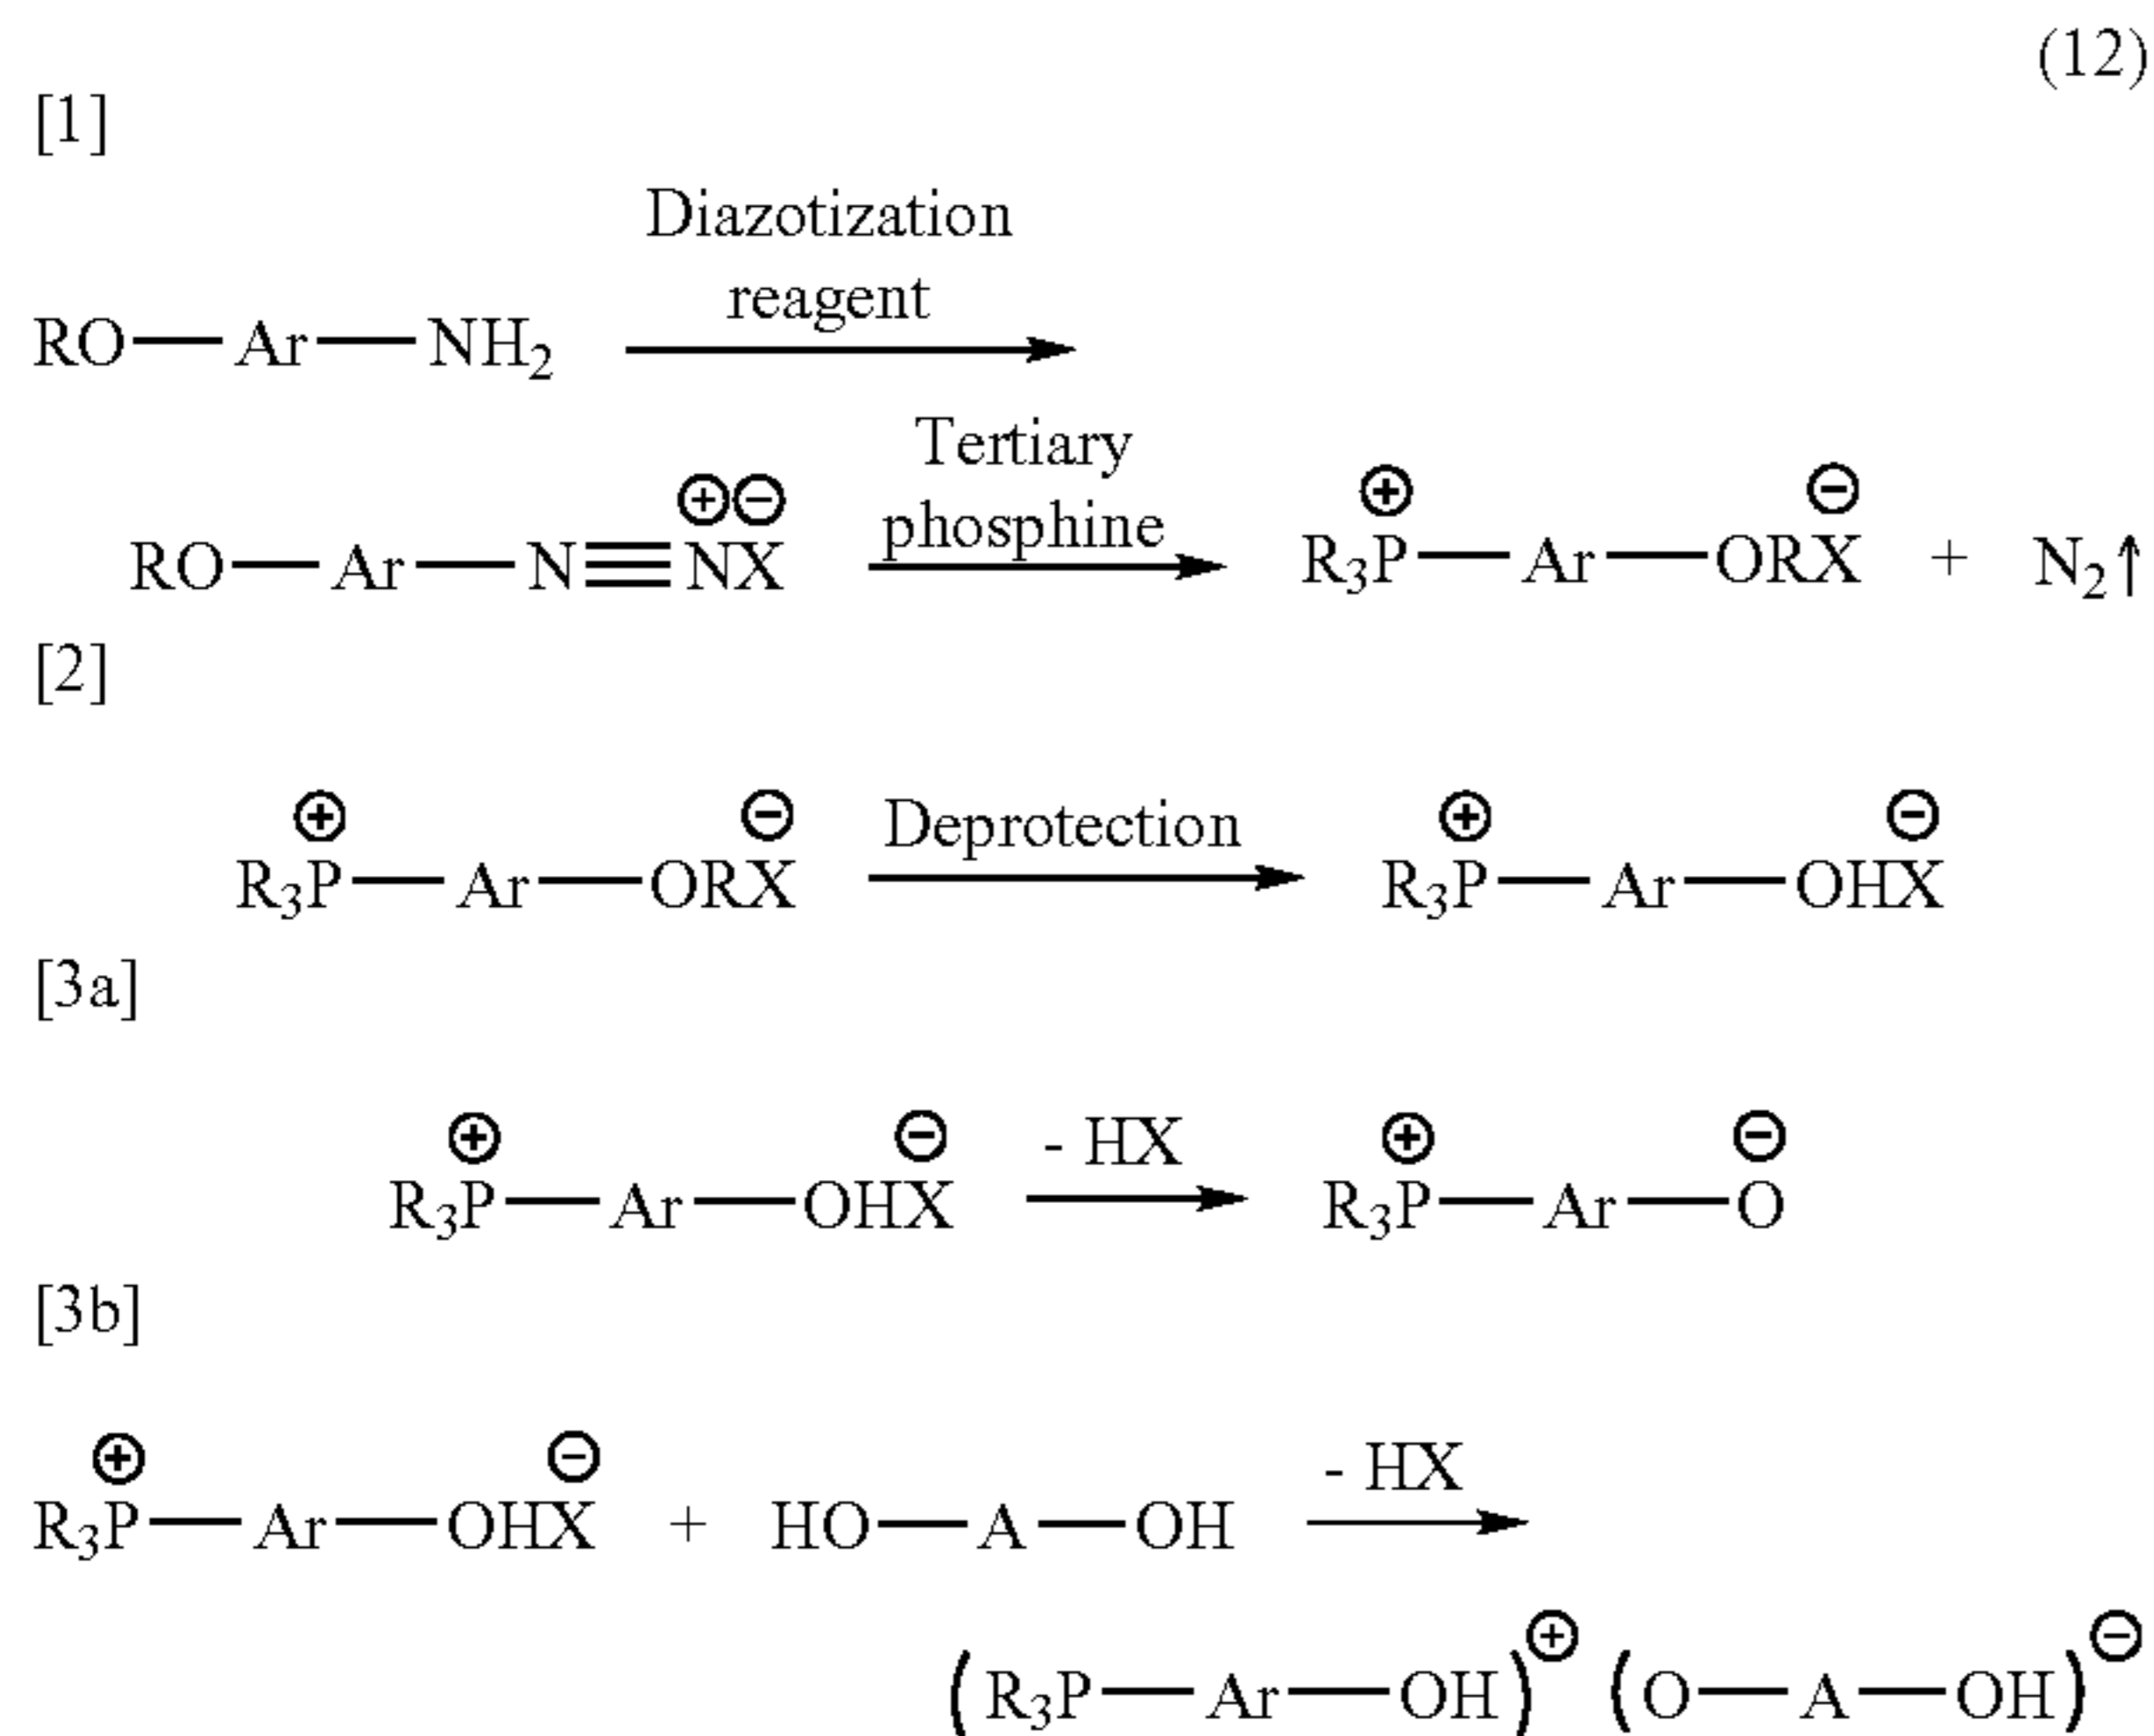 (12)
[1]
Diazotization
reagent
RO—Ar—NH₂ ⟶
Tertiary
phosphine
RO—Ar—N≡N⊕X⊖ ⟶ R₃P⊕—Ar—ORX⊖ + N₂↑
[2]
Deprotection
R₃P⊕—Ar—ORX⊖ ⟶ R₃P⊕—Ar—OHX⊖
[3a]
- HX
R₃P⊕—Ar—OHX⊖ ⟶ R₃P⊕—Ar—O⊖
[3b]
- HX
R₃P⊕—Ar—OHX⊖ + HO—A—OH ⟶
(R₃P—Ar—OH)⊕ (O—A—OH)⊖